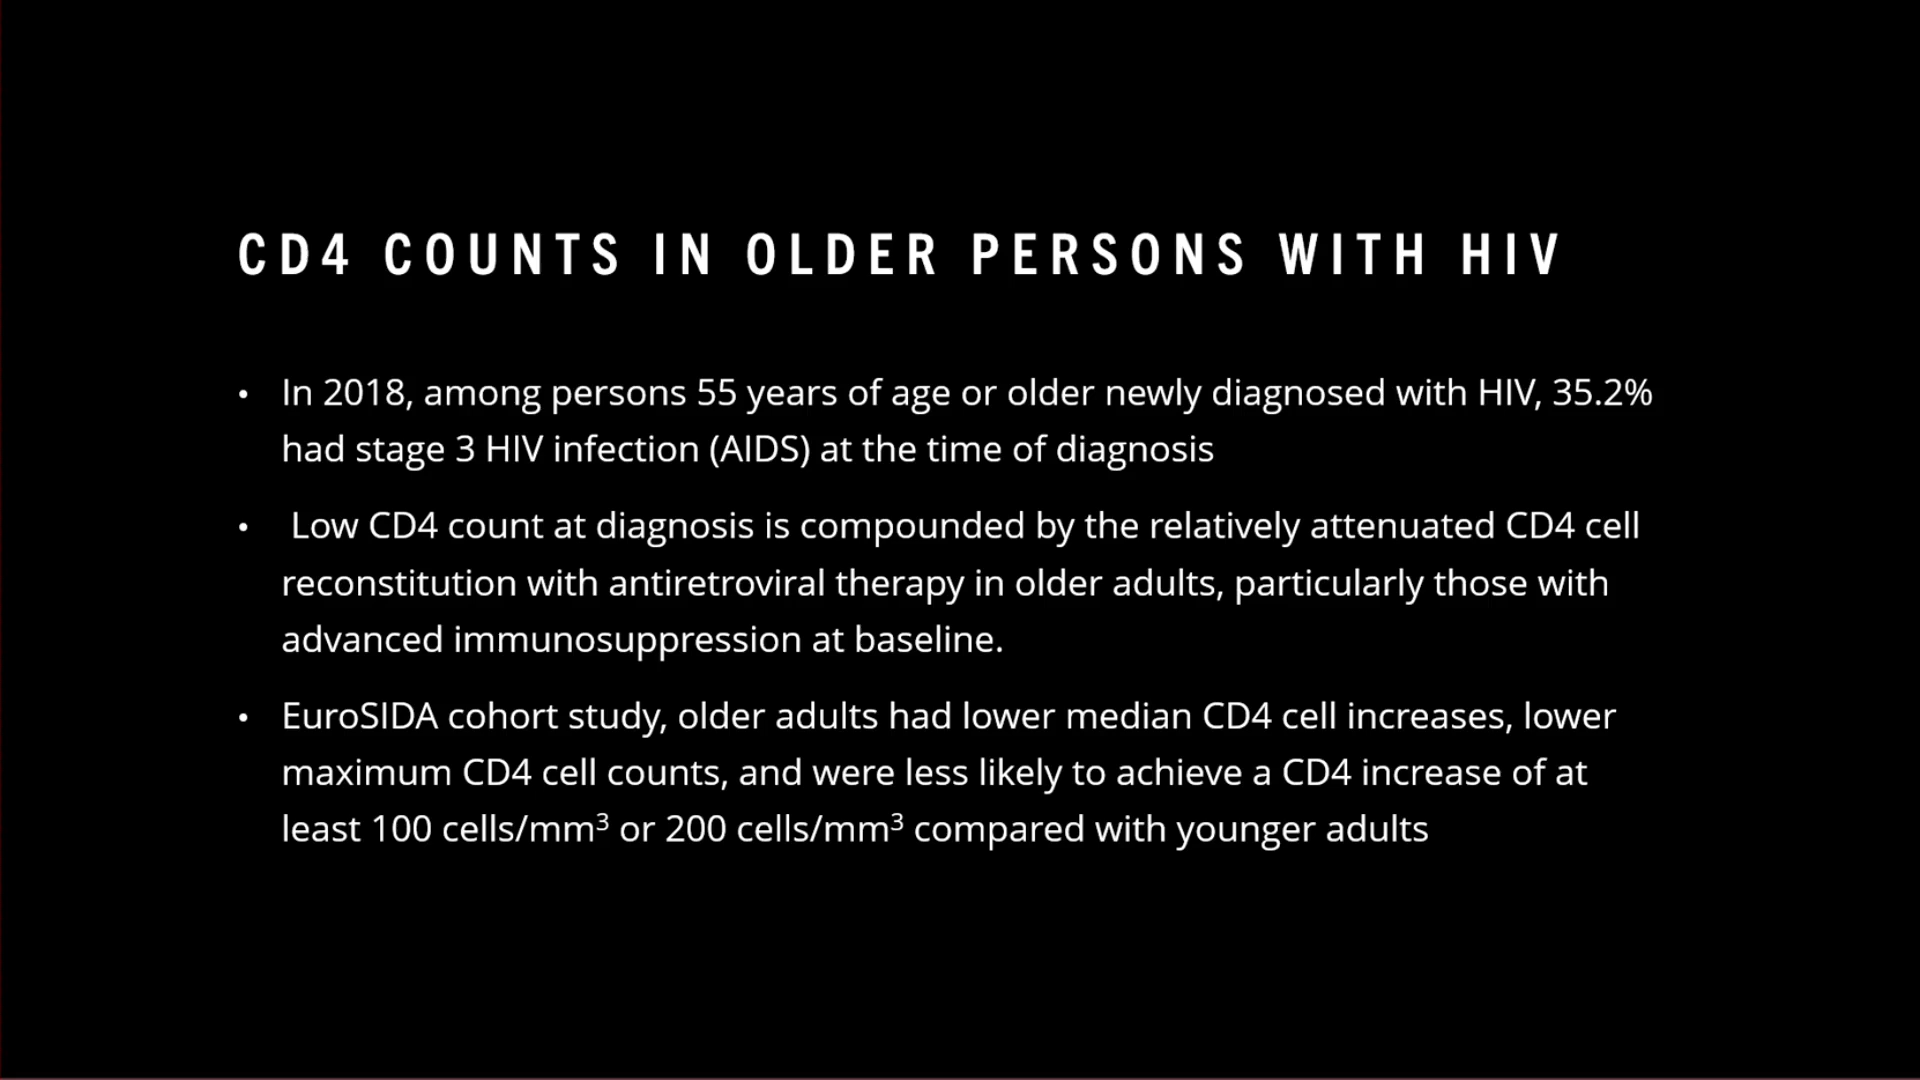 CD4 COUNTS IN OLDER PERSONS WITH HIV
• In 2018, among persons 55 years of age or older newly diagnosed with HIV, 35.2%
had stage 3 HIV infection (AIDS) at the time of diagnosis
• Low CD4 count at diagnosis is compounded by the relatively attenuated CD4 cell
reconstitution with antiretroviral therapy in older adults, particularly those with
advanced immunosuppression at baseline.
• EuroSIDA cohort study, older adults had lower median CD4 cell increases, lower
maximum CD4 cell counts, and were less likely to achieve a CD4 increase of at
least 100 cells/mm³ or 200 cells/mm³ compared with younger adults